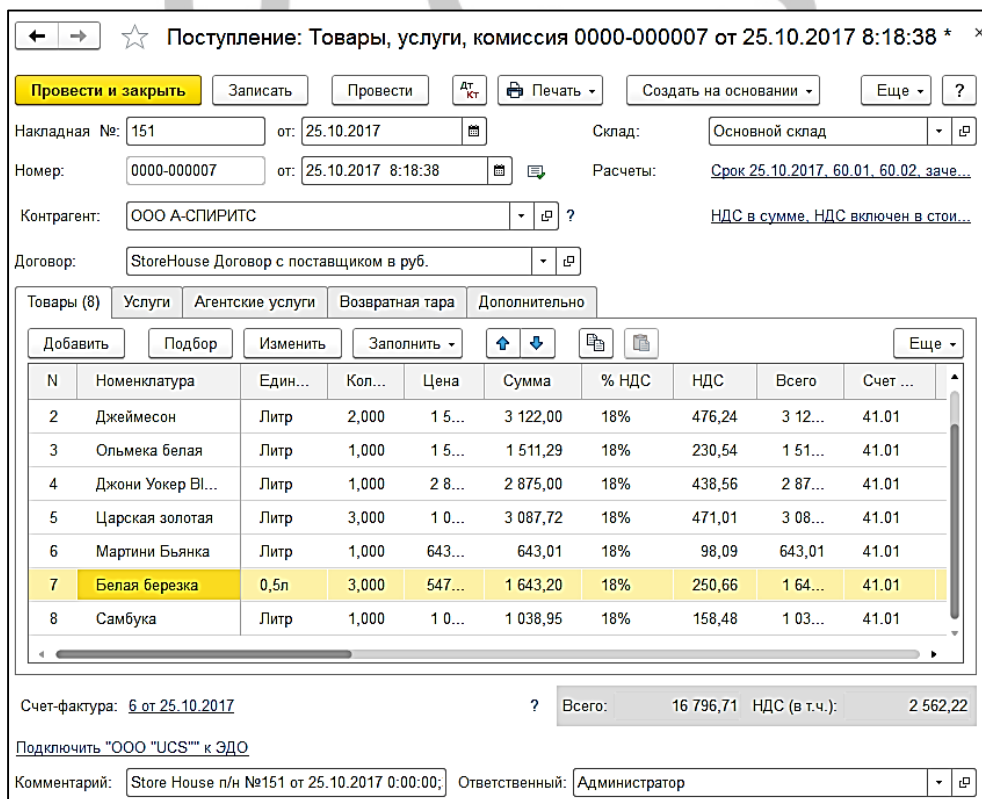 Поступление: Товары, услуги, комиссия 0000-000007 от 25.10.2017 8:18:38 *
Провести и закрыть Записать Провести Дт Кт Печать Создать на основании Еще ?
Накладная №: 151 от: 25.10.2017 Склад: Основной склад
Номер: 0000-000007 от: 25.10.2017 8:18:38 Расчеты: Срок 25.10.2017, 60.01, 60.02, заче...
Контрагент: ООО А-СПИРИТС ? НДС в сумме, НДС включен в стои...
Договор: StoreHouse Договор с поставщиком в руб.
Товары (8) Услуги Агентские услуги Возвратная тара Дополнительно
Добавить Подбор Изменить Заполнить Еще
N Номенклатура Един... Кол... Цена Сумма % НДС НДС Всего Счет ...
2 Джеймесон Литр 2,000 1 5... 3 122,00 18% 476,24 3 12... 41.01
3 Ольмека белая Литр 1,000 1 5... 1 511,29 18% 230,54 1 51... 41.01
4 Джони Уокер Bl... Литр 1,000 2 8... 2 875,00 18% 438,56 2 87... 41.01
5 Царская золотая Литр 3,000 1 0... 3 087,72 18% 471,01 3 08... 41.01
6 Мартини Бьянка Литр 1,000 643... 643,01 18% 98,09 643,01 41.01
7 Белая березка 0,5л 3,000 547... 1 643,20 18% 250,66 1 64... 41.01
8 Самбука Литр 1,000 1 0... 1 038,95 18% 158,48 1 03... 41.01
Счет-фактура: 6 от 25.10.2017 ? Всего: 16 796,71 НДС (в т.ч.): 2 562,22
Подключить "ООО "UCS"" к ЭДО
Комментарий: Store House п/н №151 от 25.10.2017 0:00:00; Ответственный: Администратор